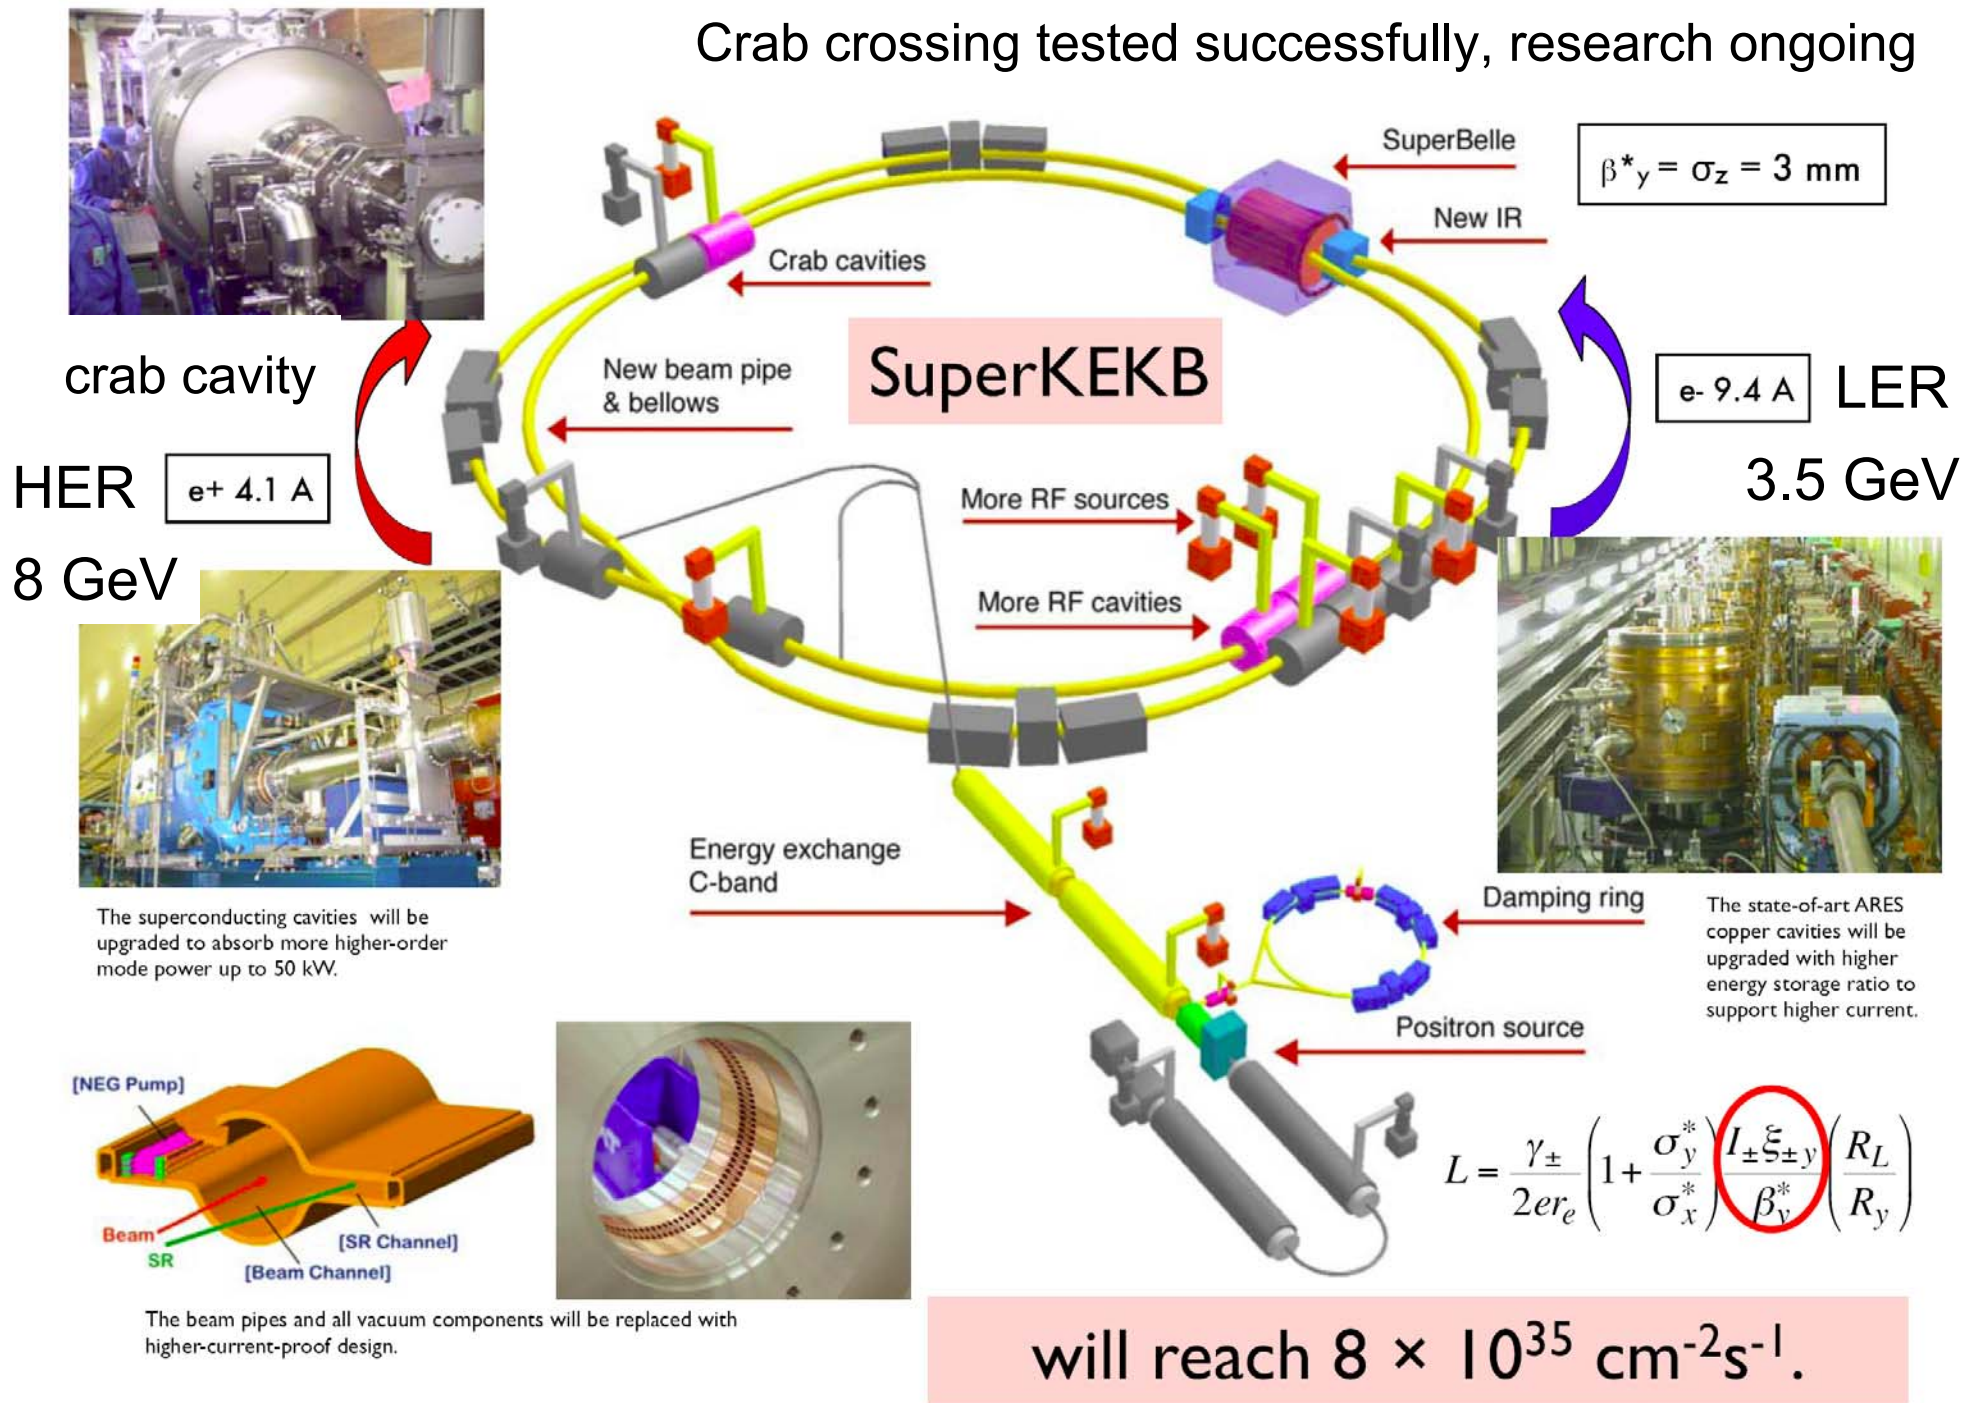 Crab crossing tested successfully, research ongoing
SuperBelle
β*y = σz = 3 mm
New IR
Crab cavities
SuperKEKB
crab cavity
New beam pipe
& bellows
e- 9.4 A
LER
HER
e+ 4.1 A
3.5 GeV
More RF sources
8 GeV
More RF cavities
Energy exchange
C-band
Damping ring
The superconducting cavities will be
upgraded to absorb more higher-order
mode power up to 50 kW.
The state-of-art ARES
copper cavities will be
upgraded with higher
energy storage ratio to
support higher current.
Positron source
[NEG Pump]
Beam
SR
[SR Channel]
[Beam Channel]
L = γ± / 2ere (1 + σ*y / σ*x) I±ξ±y / β*y (RL / Ry)
The beam pipes and all vacuum components will be replaced with
higher-current-proof design.
will reach 8 × 10³⁵ cm⁻²s⁻¹.